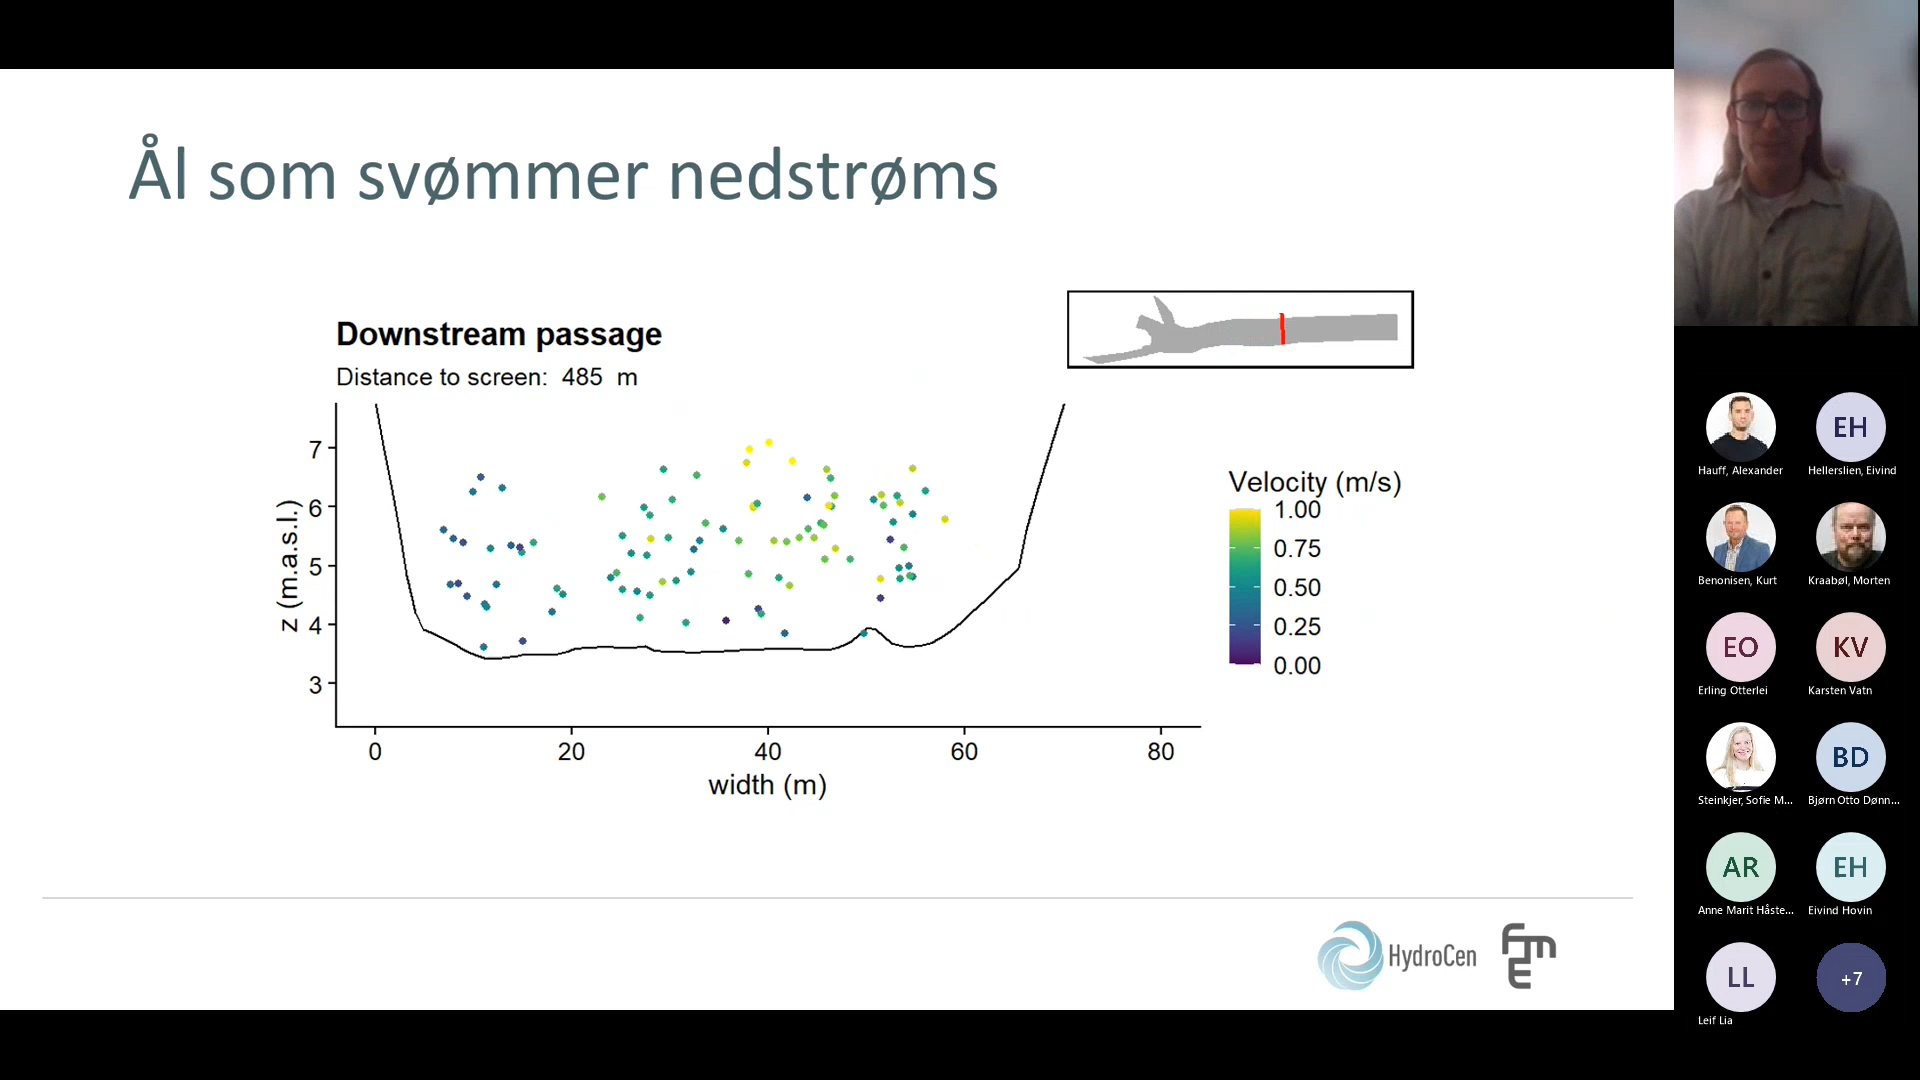 Ål som svømmer nedstrøms
Downstream passage
Distance to screen: 485 m
7
6
5
4
3
z (m.a.s.l.)
0 20 40 60 80
width (m)
Velocity (m/s)
1.00
0.75
0.50
0.25
0.00
HydroCen
FME
EH
Hauff, Alexander
Hellerslien, Eivind
Benonisen, Kurt
Kraabøl, Morten
EO
KV
Erling Otterlei
Karsten Vatn
BD
Steinkjer, Sofie M...
Bjørn Otto Dønn...
AR
EH
Anne Marit Håste...
Eivind Hovin
LL
+7
Leif Lia